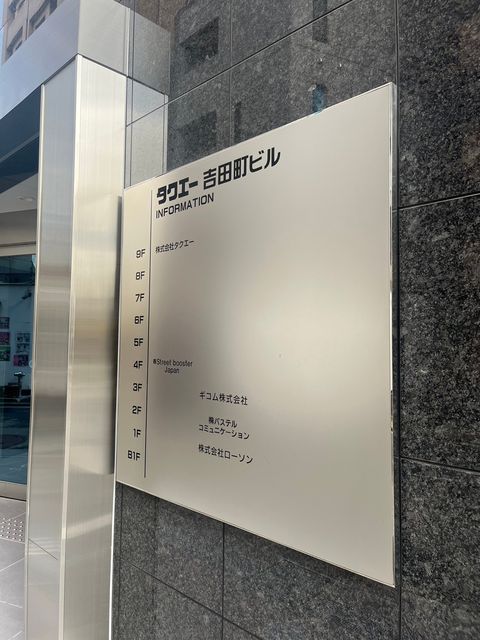 タクエー 吉田町ビル
INFORMATION
9F 株式会社タクエー
8F
7F
6F
5F
4F ㈱Street booster
Japan
3F ギコム株式会社
2F ㈱パステル
コミュニケーション
1F 株式会社ローソン
B1F